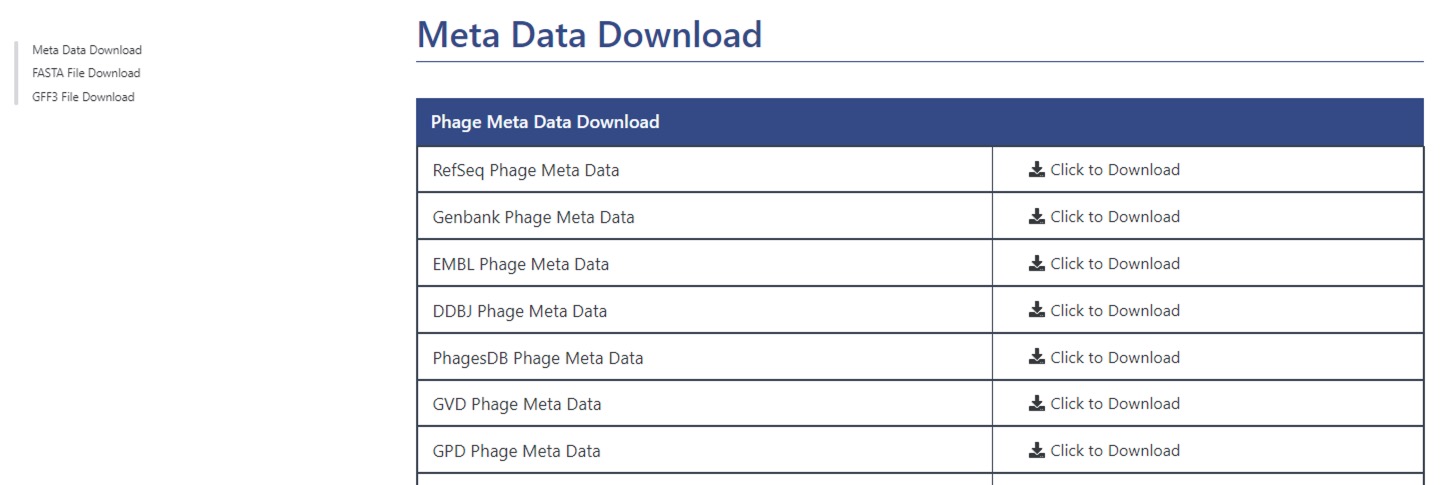 Meta Data Download
FASTA File Download
GFF3 File Download
Meta Data Download
Phage Meta Data Download
RefSeq Phage Meta Data Click to Download
Genbank Phage Meta Data Click to Download
EMBL Phage Meta Data Click to Download
DDBJ Phage Meta Data Click to Download
PhagesDB Phage Meta Data Click to Download
GVD Phage Meta Data Click to Download
GPD Phage Meta Data Click to Download